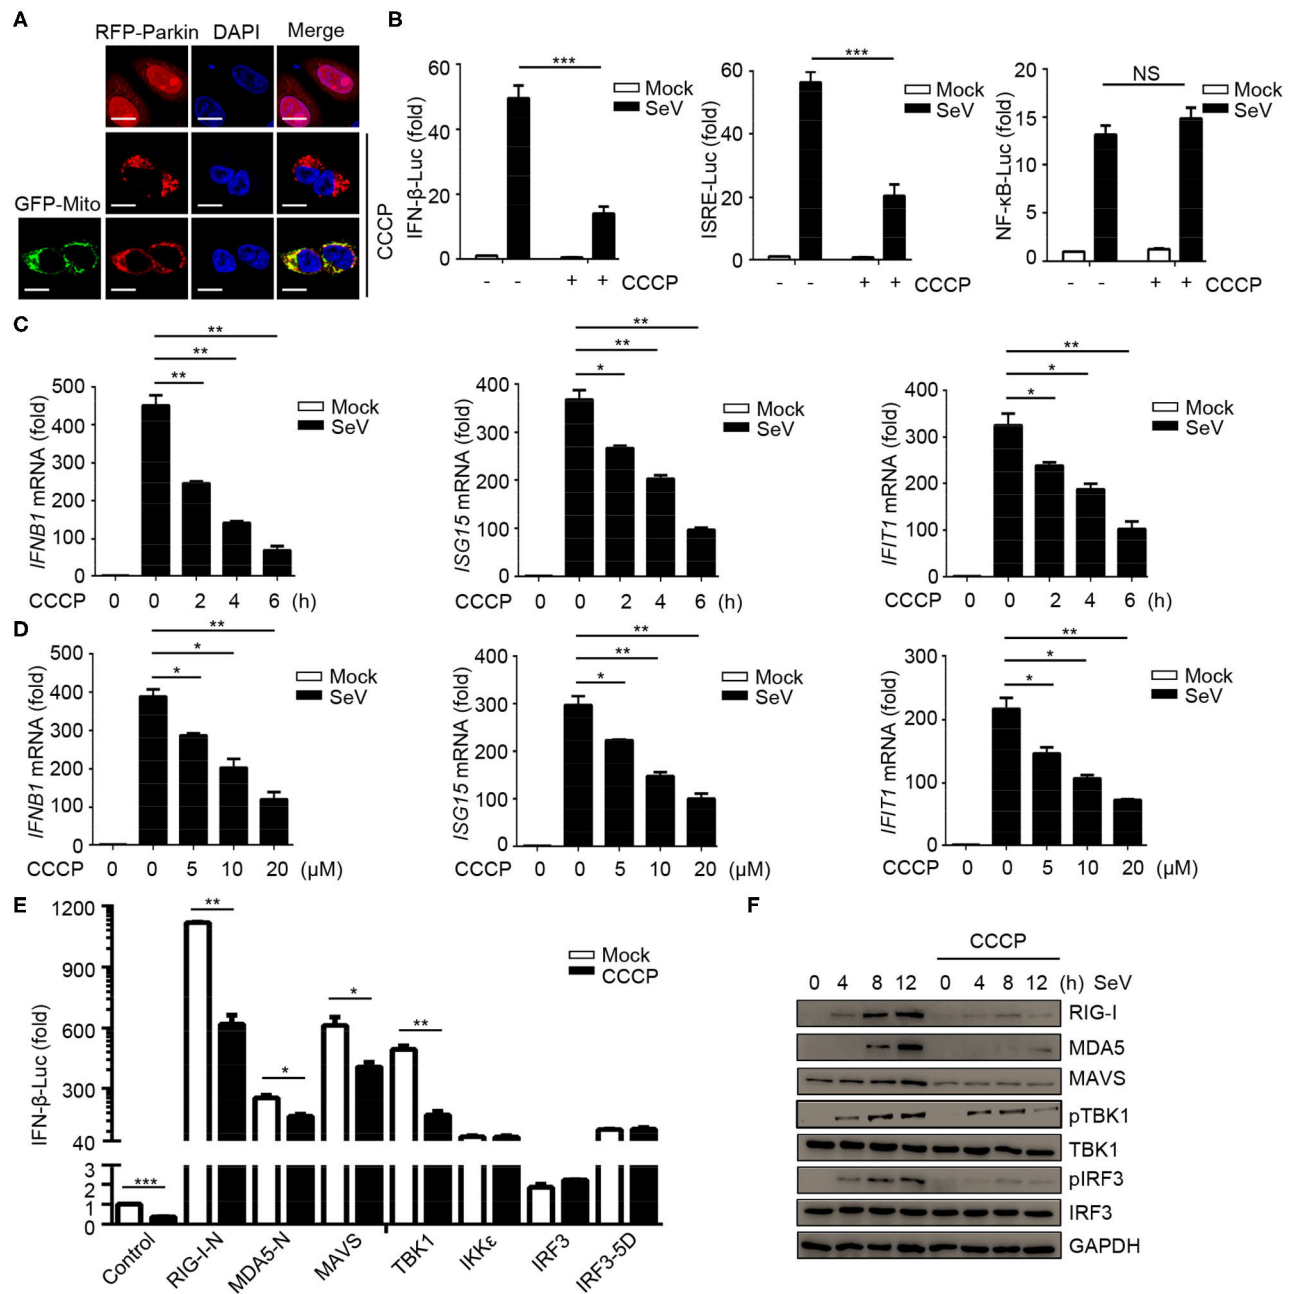 A
RFP-Parkin DAPI Merge
GFP-Mito
CCCP
B
IFN-β-Luc (fold)
60
40
20
0
***
Mock
SeV
- - + + CCCP
ISRE-Luc (fold)
60
40
20
0
***
Mock
SeV
- - + + CCCP
NF-κB-Luc (fold)
20
15
10
5
0
NS
Mock
SeV
- - + + CCCP
C
IFNB1 mRNA (fold)
500
400
300
200
100
0
**
**
**
Mock
SeV
CCCP 0 0 2 4 6 (h)
ISG15 mRNA (fold)
400
300
200
100
0
**
**
*
Mock
SeV
CCCP 0 0 2 4 6 (h)
IFIT1 mRNA (fold)
400
300
200
100
0
**
*
*
Mock
SeV
CCCP 0 0 2 4 6 (h)
D
IFNB1 mRNA (fold)
500
400
300
200
100
0
**
*
*
Mock
SeV
CCCP 0 0 5 10 20 (μM)
ISG15 mRNA (fold)
400
300
200
100
0
**
**
*
Mock
SeV
CCCP 0 0 5 10 20 (μM)
IFIT1 mRNA (fold)
300
200
100
0
**
*
*
Mock
SeV
CCCP 0 0 5 10 20 (μM)
E
IFN-β-Luc (fold)
1200
900
600
300
40
3
2
1
0
***
**
*
*
**
Mock
CCCP
Control RIG-I-N MDA5-N MAVS TBK1 IKKε IRF3 IRF3-5D
F
CCCP
0 4 8 12 0 4 8 12 (h) SeV
RIG-I
MDA5
MAVS
pTBK1
TBK1
pIRF3
IRF3
GAPDH